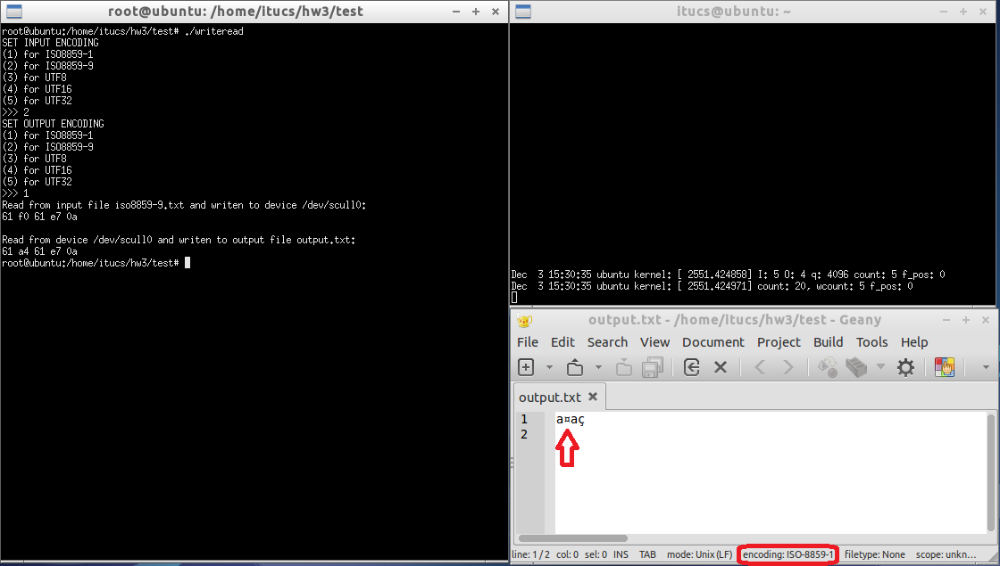 root@ubuntu: /home/itucs/hw3/test
root@ubuntu:/home/itucs/hw3/test# ./writeread
SET INPUT ENCODING
(1) for ISO8859-1
(2) for ISO8859-9
(3) for UTF8
(4) for UTF16
(5) for UTF32
>>> 2
SET OUTPUT ENCODING
(1) for ISO8859-1
(2) for ISO8859-9
(3) for UTF8
(4) for UTF16
(5) for UTF32
>>> 1
Read from input file iso8859-9.txt and writen to device /dev/scull0:
61 f0 61 e7 0a
Read from device /dev/scull0 and writen to output file output.txt:
61 a4 61 e7 0a
root@ubuntu:/home/itucs/hw3/test#
itucs@ubuntu: ~
Dec  3 15:30:35 ubuntu kernel: [ 2551.424858] I: 5 O: 4 q: 4096 count: 5 f_pos: 0
Dec  3 15:30:35 ubuntu kernel: [ 2551.424971] count: 20, wcount: 5 f_pos: 0
output.txt - /home/itucs/hw3/test - Geany
File Edit Search View Document Project Build Tools Help
output.txt
1 a¤aç
2
line: 1 / 2 col: 0 sel: 0 INS TAB mode: Unix (LF) encoding: ISO-8859-1 filetype: None scope: unkn...